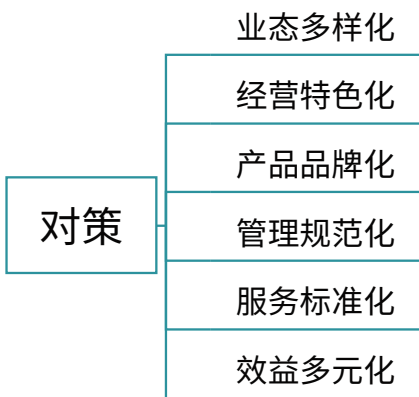 业态多样化
经营特色化
产品品牌化
对策
管理规范化
服务标准化
效益多元化